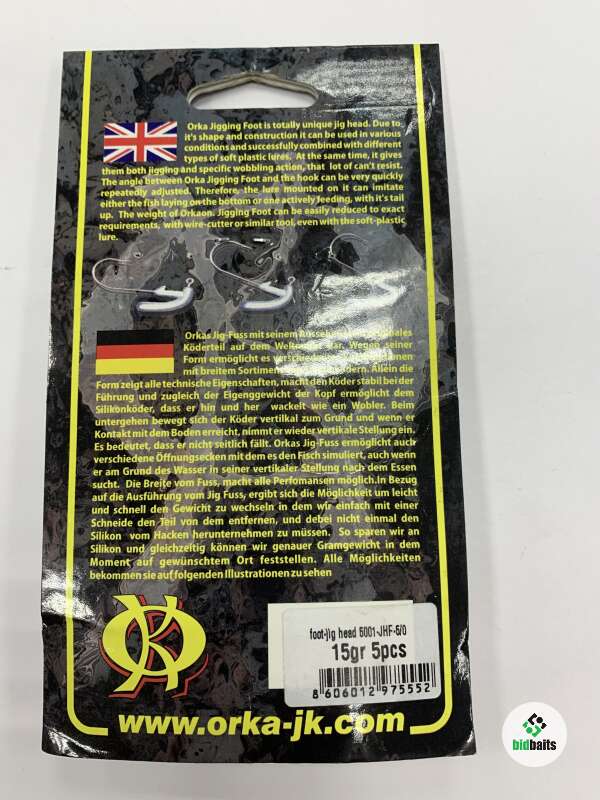 Orka Jigging Foot is totally unique jig head. Due to
it's shape and construction it can be used in various
conditions and successfully combined with different
types of soft plastic lures. At the same time, it gives
them both jigging and specific wobbling action, that lot of can't resist.
The angle between Orka Jigging Foot and the hook can be very quickly
repeatedly adjusted. Therefore, the lure mounted on it can imitate
either the fish laying on the bottom or one actively feeding, with it's tail
up. The weight of Orkaon. Jigging Foot can be easily reduced to exact
requirements, with wire-cutter or similar tool, even with the soft-plastic
lure.
Orkas Jig-Fuss mit seinem
Köderteil auf dem Weltmarkt dar. Wegen seiner
Form ermöglicht es
mit breitem Allein die
Form zeigt alle technische Eigenschaften, macht den Köder stabil bei der
Führung und zugleich der Eigenggewicht der Kopf ermöglicht dem
Silikonköder, dass er hin und her wackelt wie ein Wobler. Beim
untergehen bewegt sich der Köder vertilkal zum Grund und wenn er
Kontakt mit dem Boden erreicht, nimmt er wieder vertikale Stellung ein.
Es bedeutet, dass er nicht seitlich fällt. Orkas Jig-Fuss ermöglicht auch
verschiedene Öffnungsecken mit dem es den Fisch simuliert, auch wenn
er am Grund des Wasser in seiner vertikaler Stellung nach dem Essen
sucht. Die Breite vom Fuss, macht alle Perfomansen möglich.In Bezug
auf die Ausführung vom Jig Fuss, ergibt sich die Möglichkeit um leicht
und schnell den Gewicht zu wechseln in dem wir einfach mit einer
Schneide den Teil von dem entfernen, und debei nicht einmal den
Silikon vom Hacken herunternehmen zu müssen. So sparen wir an
Silikon und gleichzeitig können wir genauer Gramgewicht in dem
Moment auf gewünschtem Ort feststellen. Alle Möglichkeiten
bekommen sie auf folgenden Illustrationen zu sehen
foot-jig head 5001-JHF-5/0
15gr 5pcs
8 606012 975552
www.orka-jk.com
bidbaits